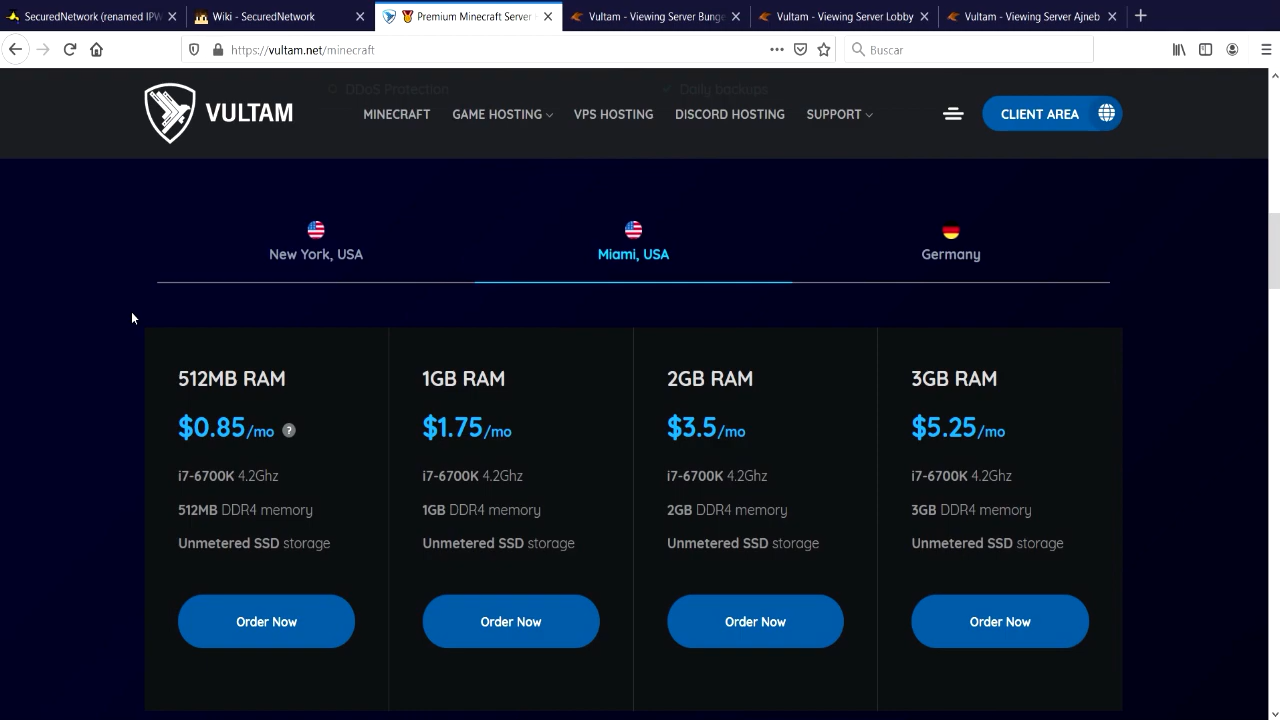 SecuredNetwork (renamed IPW
Wiki - SecuredNetwork
Premium Minecraft Server H
Vultam - Viewing Server Bunge
Vultam - Viewing Server Lobby
Vultam - Viewing Server Ajneb
https://vultam.net/minecraft
Buscar
DDoS Protection
Daily backups
VULTAM
MINECRAFT
GAME HOSTING
VPS HOSTING
DISCORD HOSTING
SUPPORT
CLIENT AREA
New York, USA
Miami, USA
Germany
512MB RAM
$0.85/mo ?
i7-6700K 4.2Ghz
512MB DDR4 memory
Unmetered SSD storage
Order Now
1GB RAM
$1.75/mo
i7-6700K 4.2Ghz
1GB DDR4 memory
Unmetered SSD storage
Order Now
2GB RAM
$3.5/mo
i7-6700K 4.2Ghz
2GB DDR4 memory
Unmetered SSD storage
Order Now
3GB RAM
$5.25/mo
i7-6700K 4.2Ghz
3GB DDR4 memory
Unmetered SSD storage
Order Now